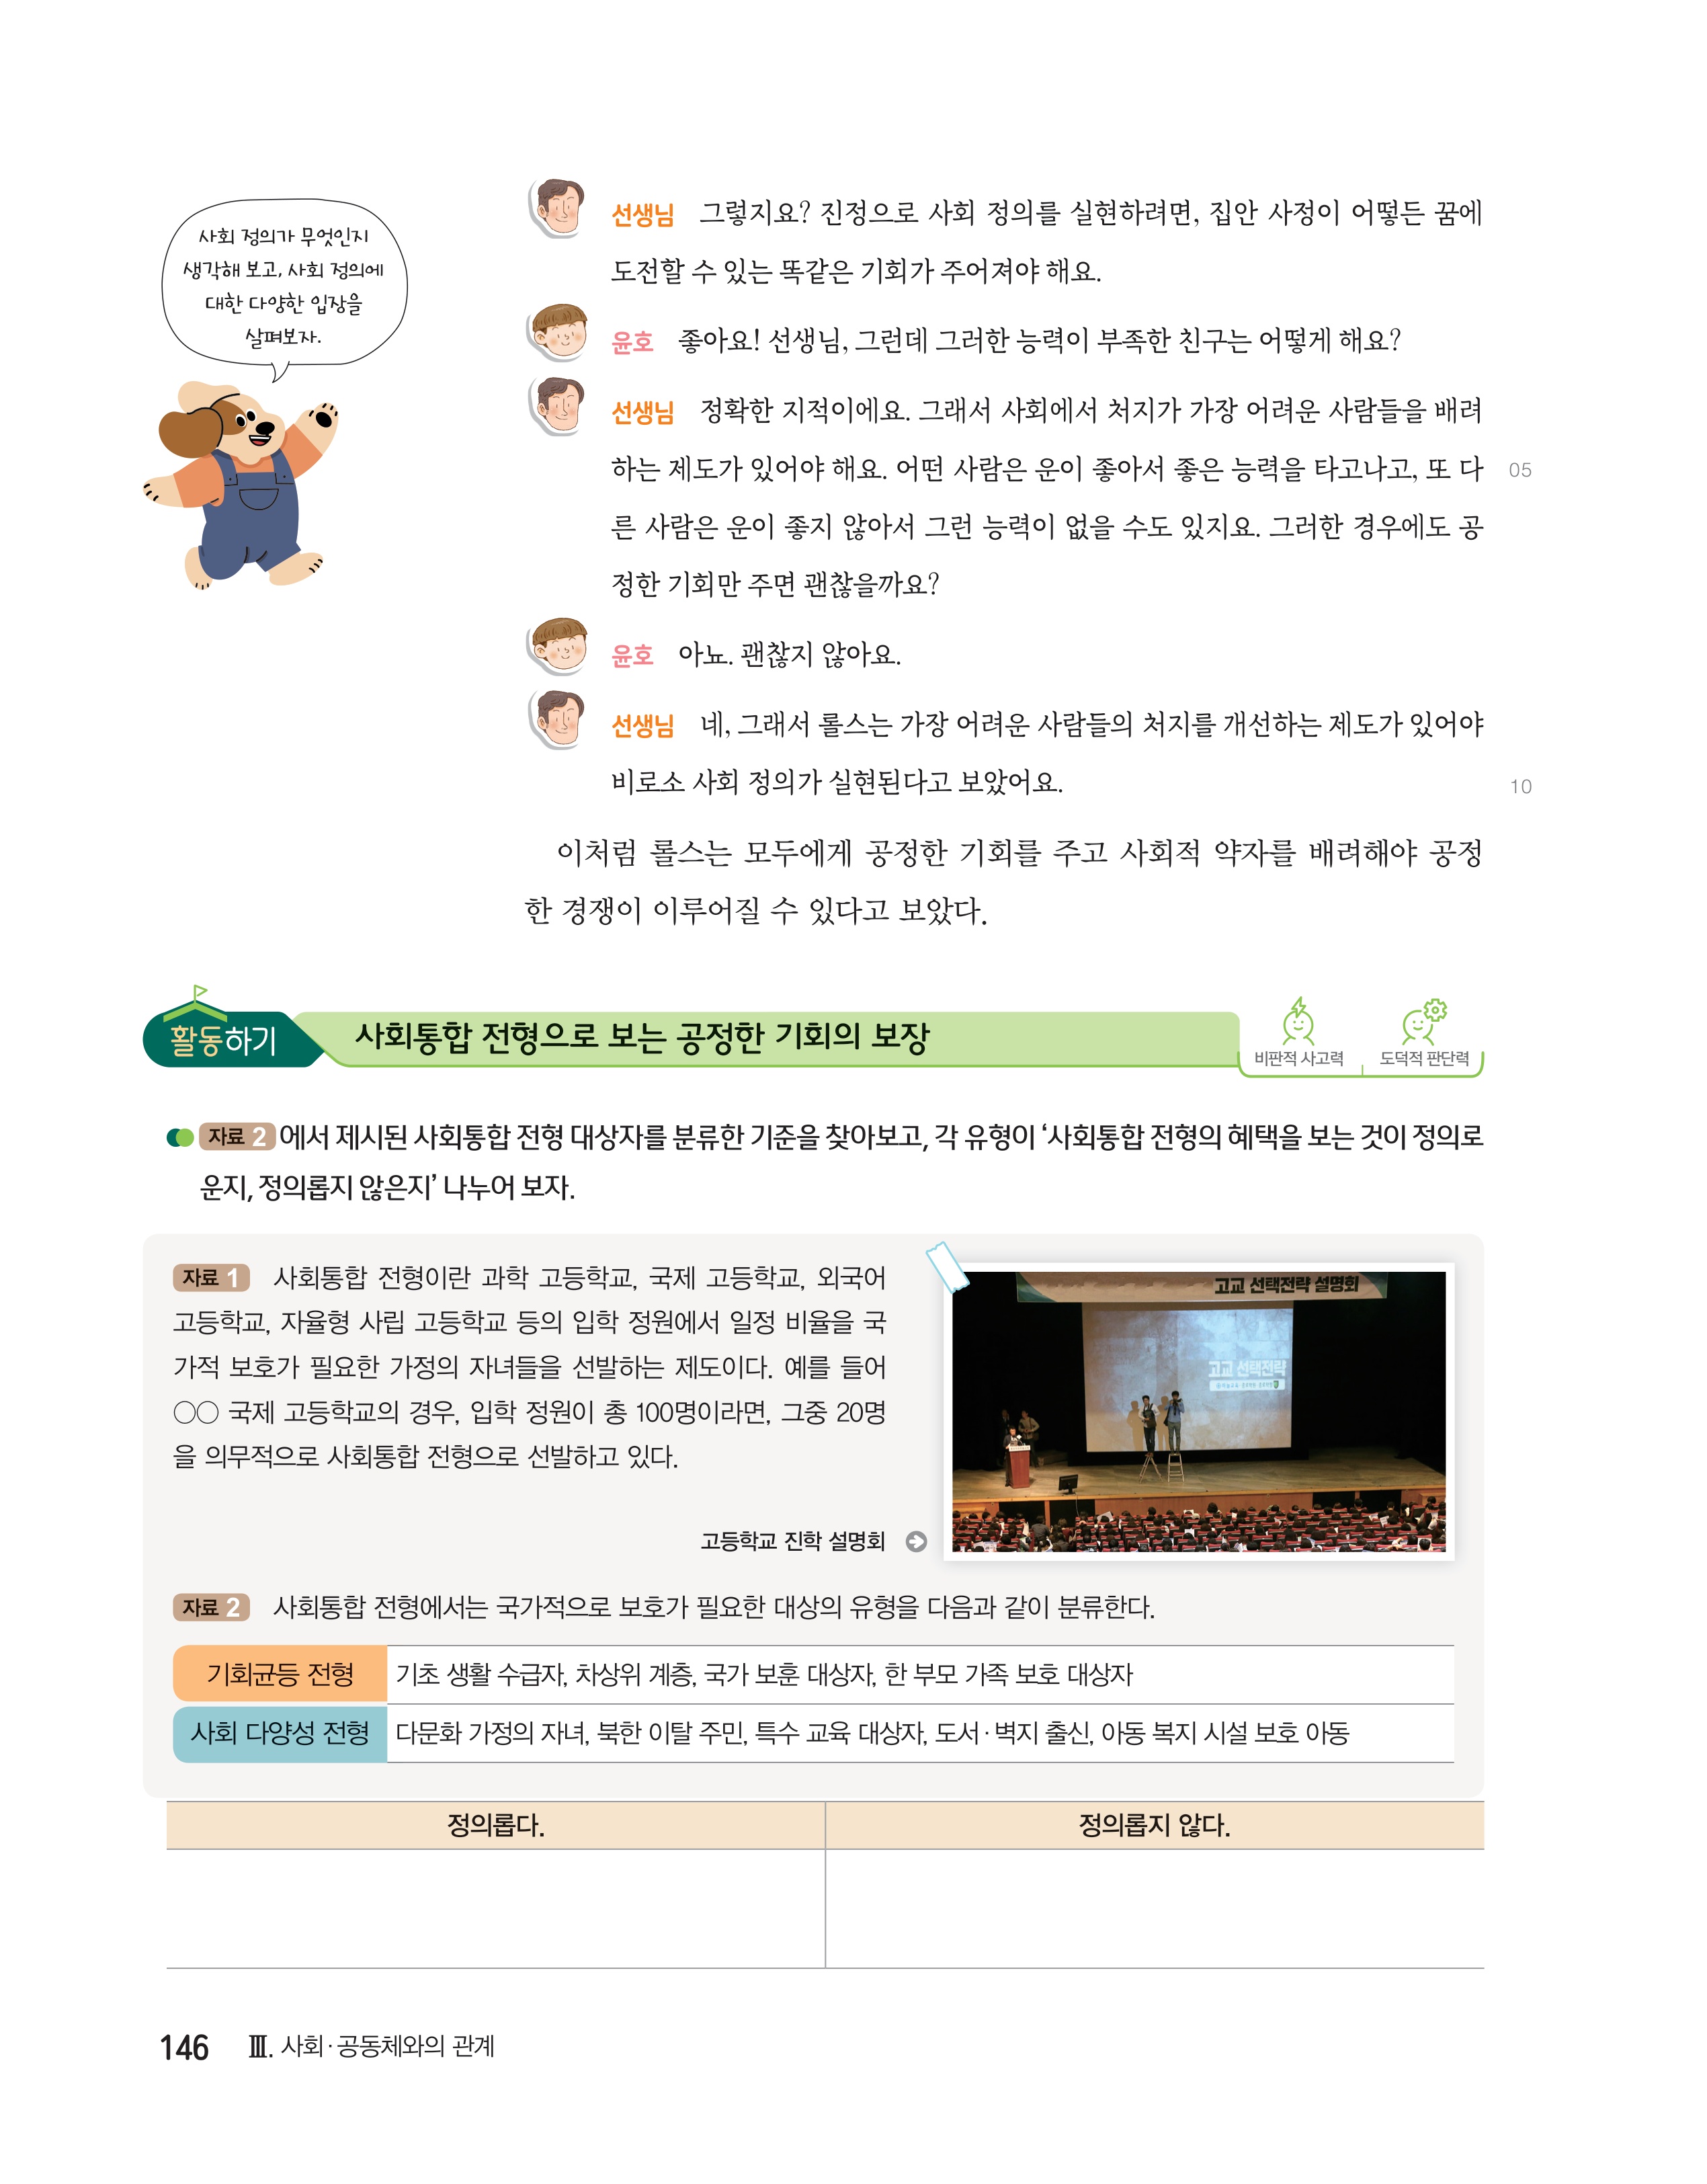 사회 정의가 무엇인지
생각해 보고, 사회 정의에
대한 다양한 입장을
살펴보자.
선생님 그렇지요? 진정으로 사회 정의를 실현하려면, 집안 사정이 어떻든 꿈에
도전할 수 있는 똑같은 기회가 주어져야 해요.
윤호 좋아요! 선생님, 그런데 그러한 능력이 부족한 친구는 어떻게 해요?
선생님 정확한 지적이에요. 그래서 사회에서 처지가 가장 어려운 사람들을 배려
하는 제도가 있어야 해요. 어떤 사람은 운이 좋아서 좋은 능력을 타고나고, 또 다 05
른 사람은 운이 좋지 않아서 그런 능력이 없을 수도 있지요. 그러한 경우에도 공
정한 기회만 주면 괜찮을까요?
윤호 아뇨. 괜찮지 않아요.
선생님 네, 그래서 롤스는 가장 어려운 사람들의 처지를 개선하는 제도가 있어야
비로소 사회 정의가 실현된다고 보았어요. 10
이처럼 롤스는 모두에게 공정한 기회를 주고 사회적 약자를 배려해야 공정
한 경쟁이 이루어질 수 있다고 보았다.
활동하기 사회통합 전형으로 보는 공정한 기회의 보장
비판적 사고력 도덕적 판단력
자료 2 에서 제시된 사회통합 전형 대상자를 분류한 기준을 찾아보고, 각 유형이 ‘사회통합 전형의 혜택을 보는 것이 정의로
운지, 정의롭지 않은지’ 나누어 보자.
자료 1 사회통합 전형이란 과학 고등학교, 국제 고등학교, 외국어
고등학교, 자율형 사립 고등학교 등의 입학 정원에서 일정 비율을 국
가적 보호가 필요한 가정의 자녀들을 선발하는 제도이다. 예를 들어
○○ 국제 고등학교의 경우, 입학 정원이 총 100명이라면, 그중 20명
을 의무적으로 사회통합 전형으로 선발하고 있다.
고교 선택전략 설명회
고교 선택전략
고등학교 진학 설명회
자료 2 사회통합 전형에서는 국가적으로 보호가 필요한 대상의 유형을 다음과 같이 분류한다.
기회균등 전형 기초 생활 수급자, 차상위 계층, 국가 보훈 대상자, 한 부모 가족 보호 대상자
사회 다양성 전형 다문화 가정의 자녀, 북한 이탈 주민, 특수 교육 대상자, 도서·벽지 출신, 아동 복지 시설 보호 아동
정의롭다. 정의롭지 않다.
146 Ⅲ. 사회·공동체와의 관계